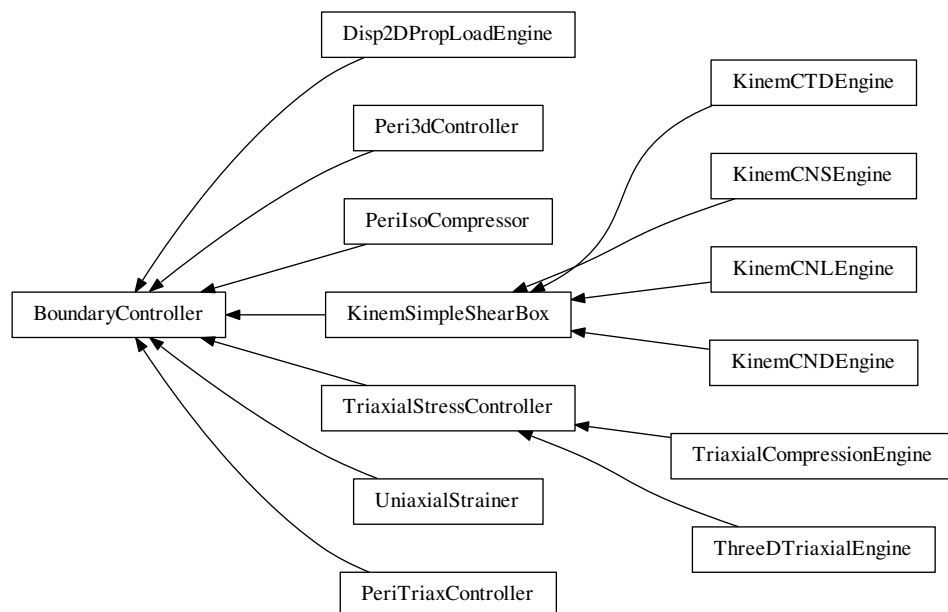 Disp2DPropLoadEngine
KinemCTDEngine
Peri3dController
KinemCNSEngine
PeriIsoCompressor
KinemCNLEngine
BoundaryController
KinemSimpleShearBox
KinemCNDEngine
TriaxialStressController
TriaxialCompressionEngine
UniaxialStrainer
ThreeDTriaxialEngine
PeriTriaxController